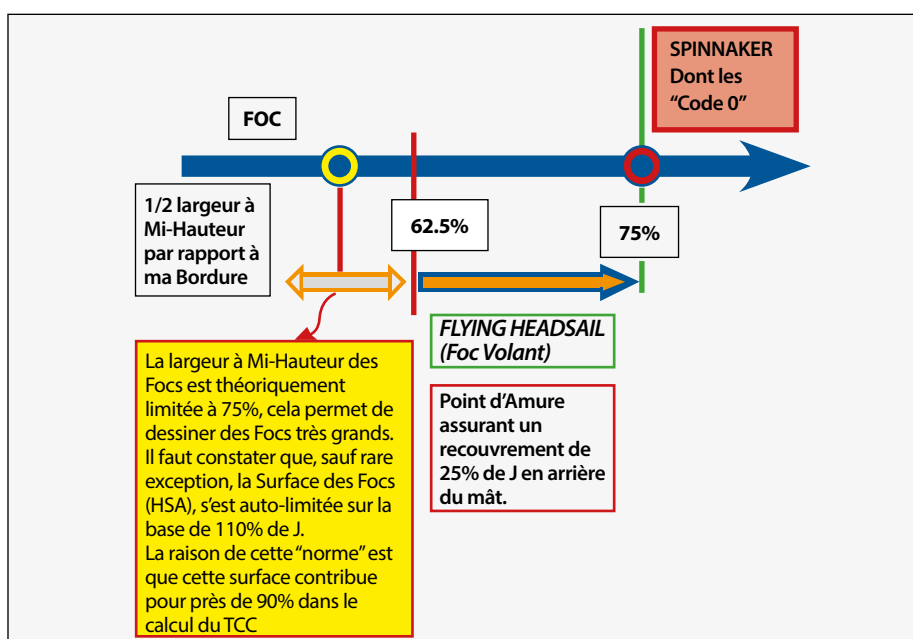 SPINNAKER
Dont les
“Code 0”
FOC
1/2 largeur à
Mi-Hauteur
par rapport à
ma Bordure
62.5%
75%
FLYING HEADSAIL
(Foc Volant)
La largeur à Mi-Hauteur des
Focs est théoriquement
limitée à 75%, cela permet de
dessiner des Focs très grands.
Il faut constater que, sauf rare
exception, la Surface des Focs
(HSA), s’est auto-limitée sur la
base de 110% de J.
La raison de cette “norme” est
que cette surface contribue
pour près de 90% dans le
calcul du TCC
Point d’Amure
assurant un
recouvrement de
25% de J en arrière
du mât.